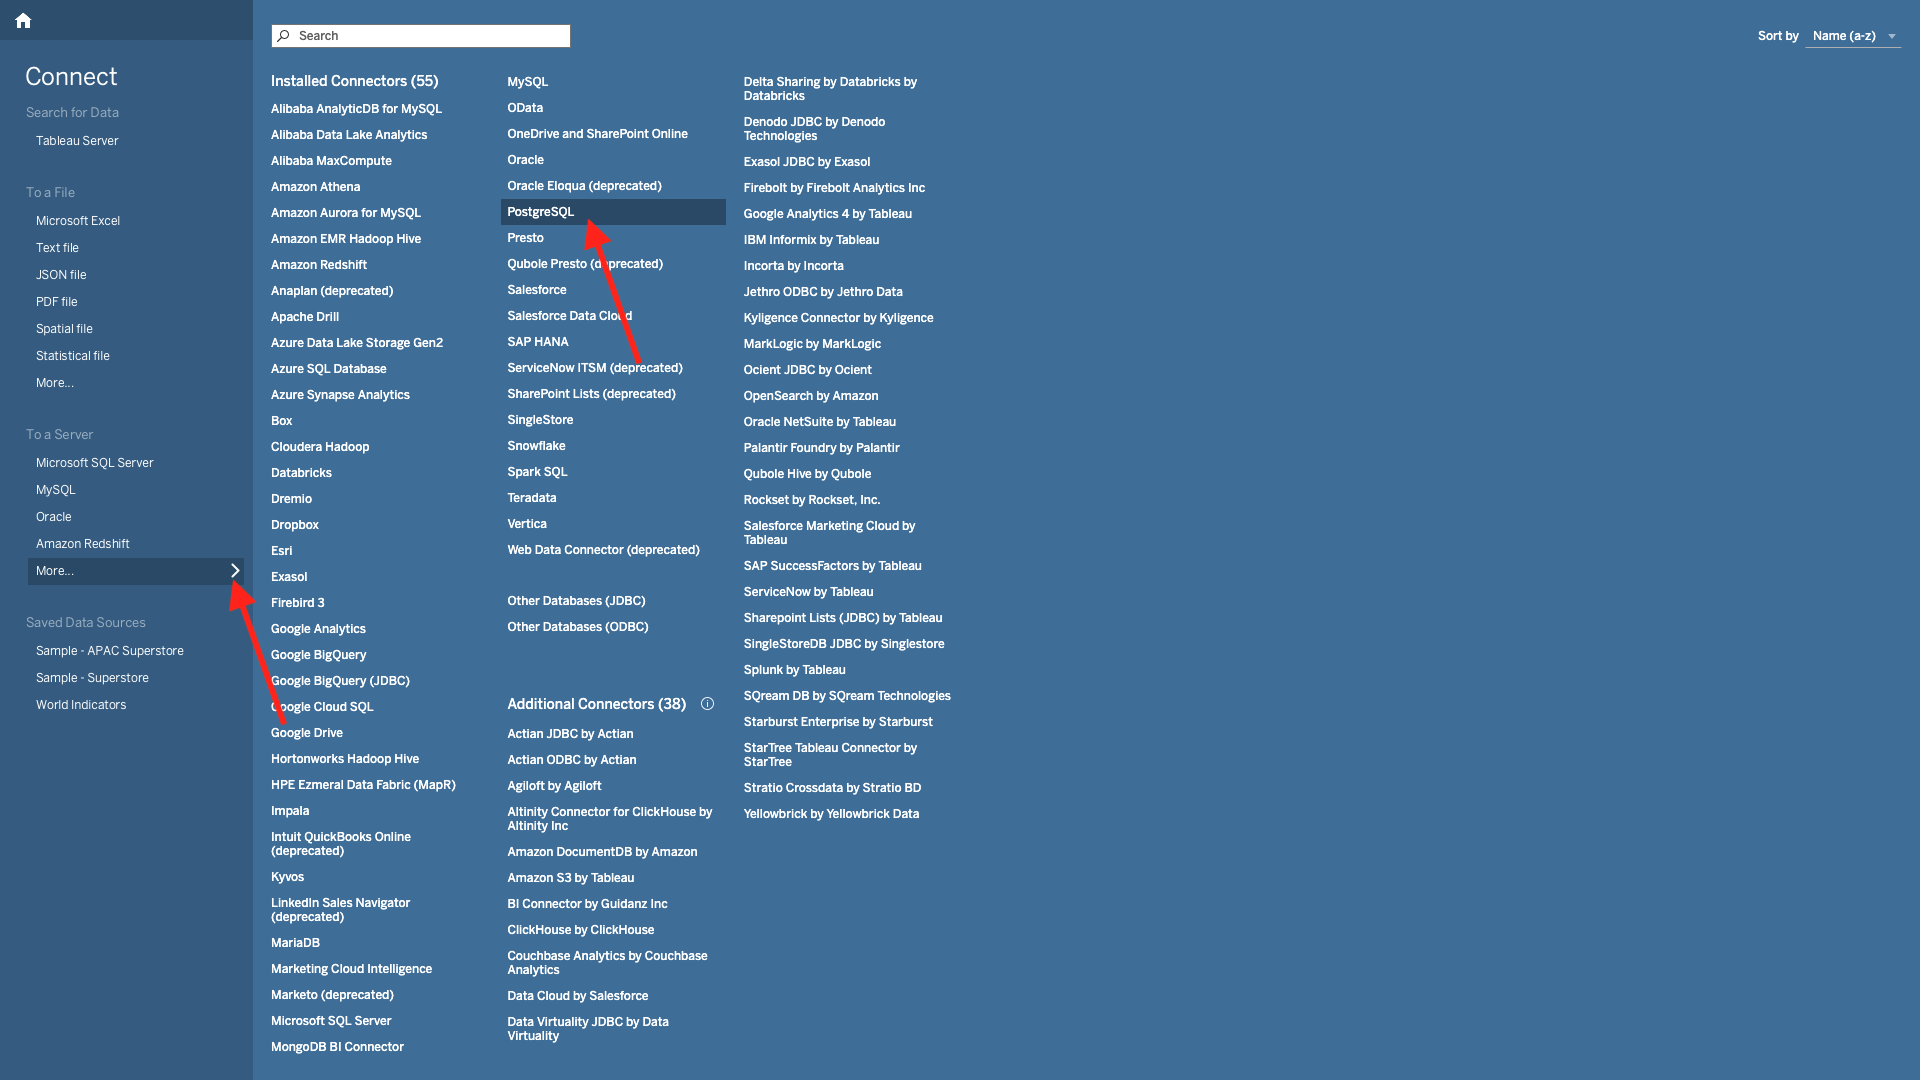 Connect
Search for Data
Tableau Server
To a File
Microsoft Excel
Text file
JSON file
PDF file
Spatial file
Statistical file
More...
To a Server
Microsoft SQL Server
MySQL
Oracle
Amazon Redshift
More...
Saved Data Sources
Sample - APAC Superstore
Sample - Superstore
World Indicators
Search
Sort by Name (a-z)
Installed Connectors (55)
Alibaba AnalyticDB for MySQL
Alibaba Data Lake Analytics
Alibaba MaxCompute
Amazon Athena
Amazon Aurora for MySQL
Amazon EMR Hadoop Hive
Amazon Redshift
Anaplan (deprecated)
Apache Drill
Azure Data Lake Storage Gen2
Azure SQL Database
Azure Synapse Analytics
Box
Cloudera Hadoop
Databricks
Dremio
Dropbox
Esri
Exasol
Firebird 3
Google Analytics
Google BigQuery
Google BigQuery (JDBC)
Google Cloud SQL
Google Drive
Hortonworks Hadoop Hive
HPE Ezmeral Data Fabric (MapR)
Impala
Intuit QuickBooks Online
(deprecated)
Kyvos
LinkedIn Sales Navigator
(deprecated)
MariaDB
Marketing Cloud Intelligence
Marketo (deprecated)
Microsoft SQL Server
MongoDB BI Connector
MySQL
OData
OneDrive and SharePoint Online
Oracle
Oracle Eloqua (deprecated)
PostgreSQL
Presto
Qubole Presto (deprecated)
Salesforce
Salesforce Data Cloud
SAP HANA
ServiceNow ITSM (deprecated)
SharePoint Lists (deprecated)
SingleStore
Snowflake
Spark SQL
Teradata
Vertica
Web Data Connector (deprecated)
Other Databases (JDBC)
Other Databases (ODBC)
Additional Connectors (38)
Actian JDBC by Actian
Actian ODBC by Actian
Agiloft by Agiloft
Altinity Connector for ClickHouse by
Altinity Inc
Amazon DocumentDB by Amazon
Amazon S3 by Tableau
BI Connector by Guidanz Inc
ClickHouse by ClickHouse
Couchbase Analytics by Couchbase
Analytics
Data Cloud by Salesforce
Data Virtuality JDBC by Data
Virtuality
Delta Sharing by Databricks by
Databricks
Denodo JDBC by Denodo
Technologies
Exasol JDBC by Exasol
Firebolt by Firebolt Analytics Inc
Google Analytics 4 by Tableau
IBM Informix by Tableau
Incorta by Incorta
Jethro ODBC by Jethro Data
Kyligence Connector by Kyligence
MarkLogic by MarkLogic
Ocient JDBC by Ocient
OpenSearch by Amazon
Oracle NetSuite by Tableau
Palantir Foundry by Palantir
Qubole Hive by Qubole
Rockset by Rockset, Inc.
Salesforce Marketing Cloud by
Tableau
SAP SuccessFactors by Tableau
ServiceNow by Tableau
Sharepoint Lists (JDBC) by Tableau
SingleStoreDB JDBC by Singlestore
Splunk by Tableau
SQream DB by SQream Technologies
Starburst Enterprise by Starburst
StarTree Tableau Connector by
StarTree
Stratio Crossdata by Stratio BD
Yellowbrick by Yellowbrick Data